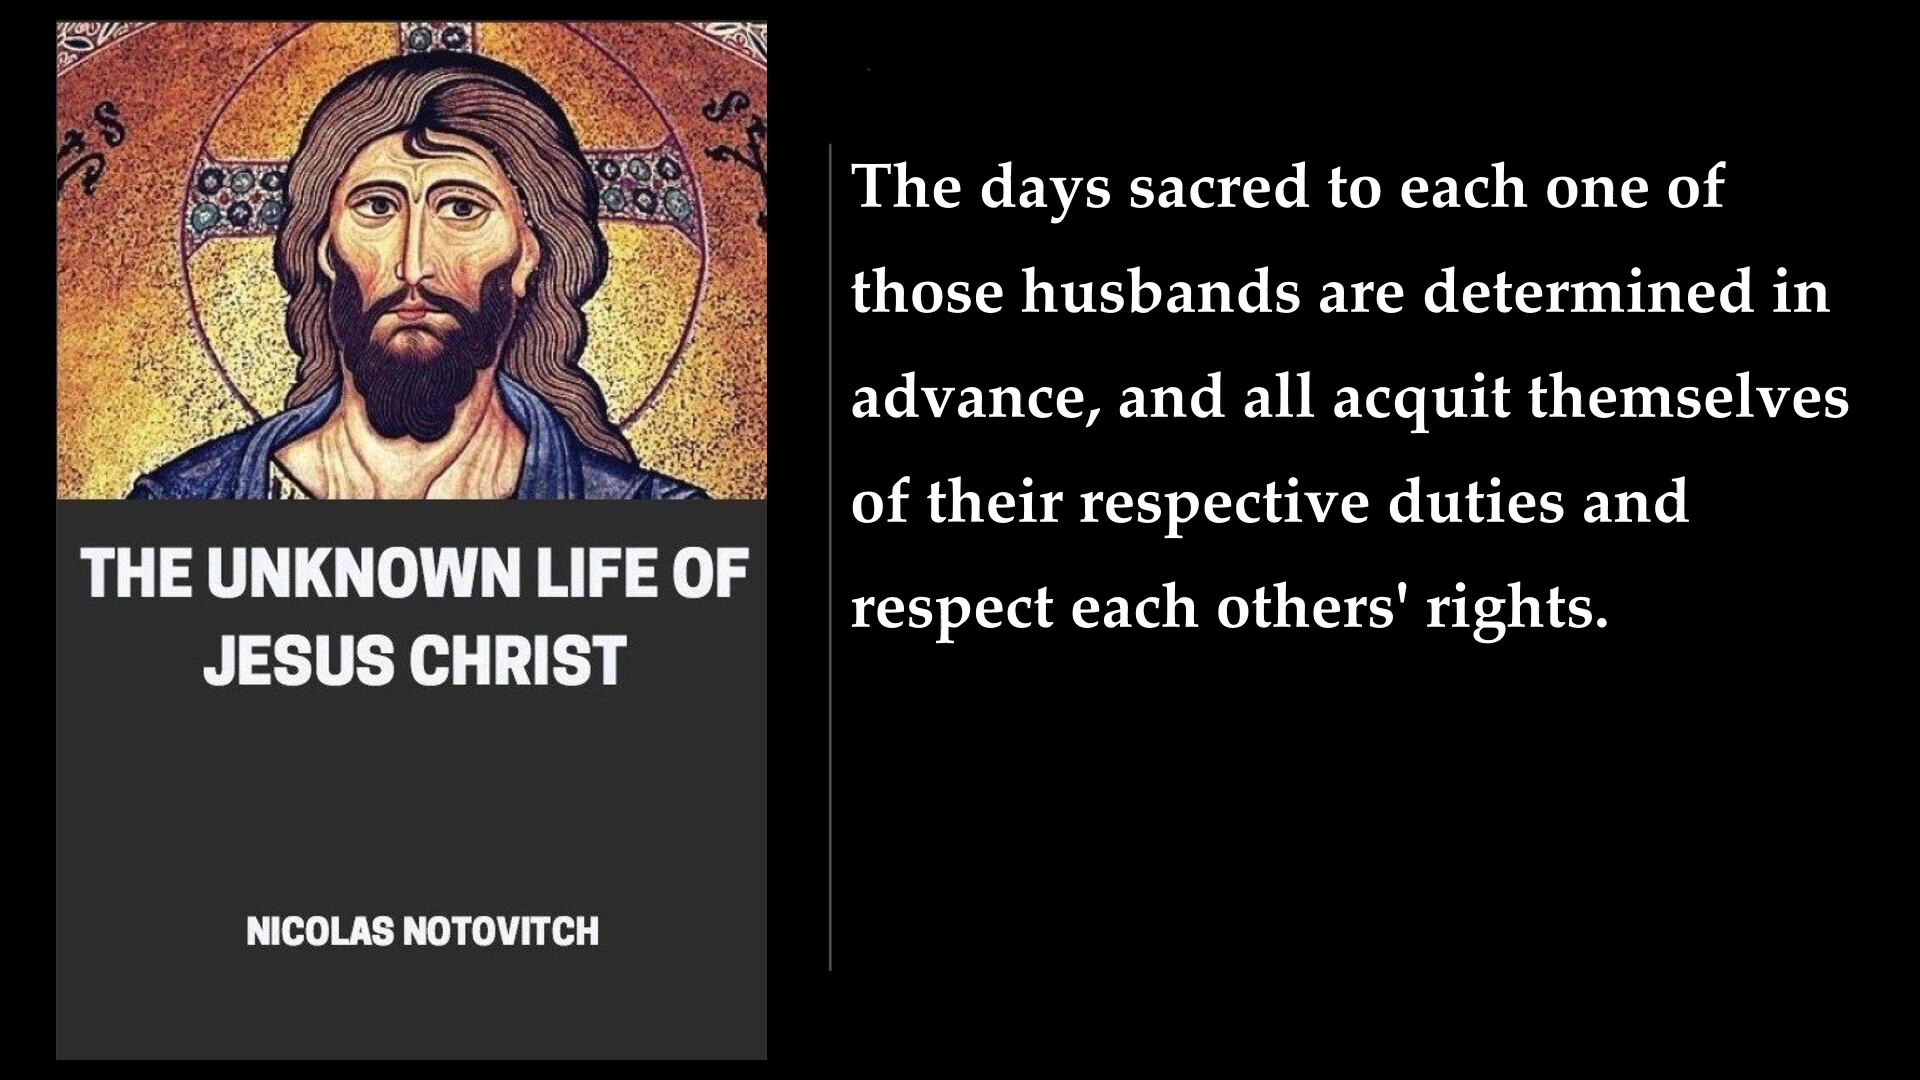 THE UNKNOWN LIFE OF
JESUS CHRIST
NICOLAS NOTOVITCH
The days sacred to each one of
those husbands are determined in
advance, and all acquit themselves
of their respective duties and
respect each others' rights.